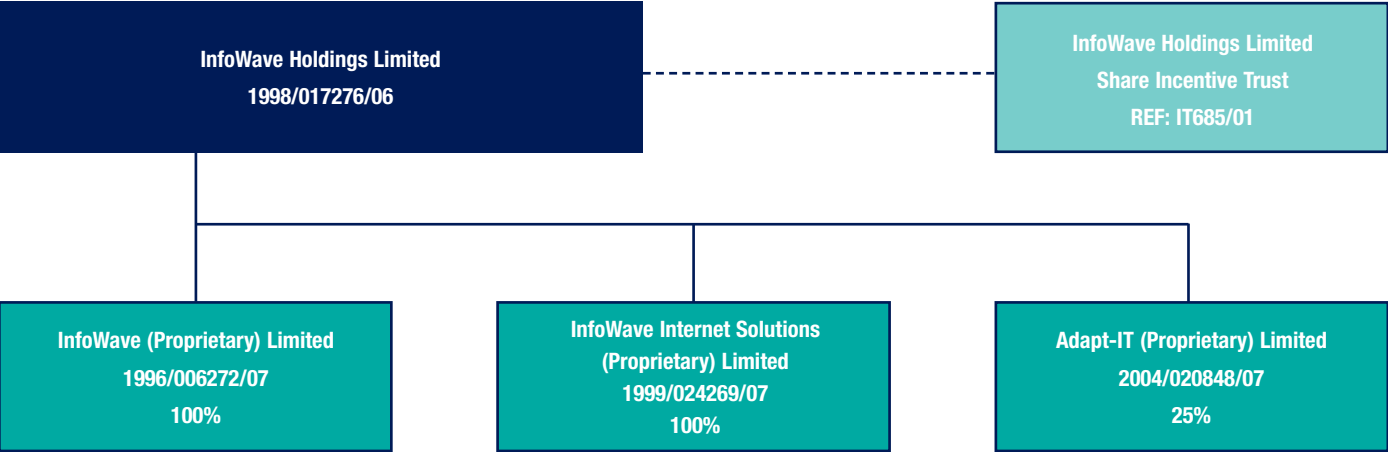 InfoWave Holdings Limited
1998/017276/06
InfoWave Holdings Limited
Share Incentive Trust
REF: IT685/01
InfoWave (Proprietary) Limited
1996/006272/07
100%
InfoWave Internet Solutions
(Proprietary) Limited
1999/024269/07
100%
Adapt-IT (Proprietary) Limited
2004/020848/07
25%